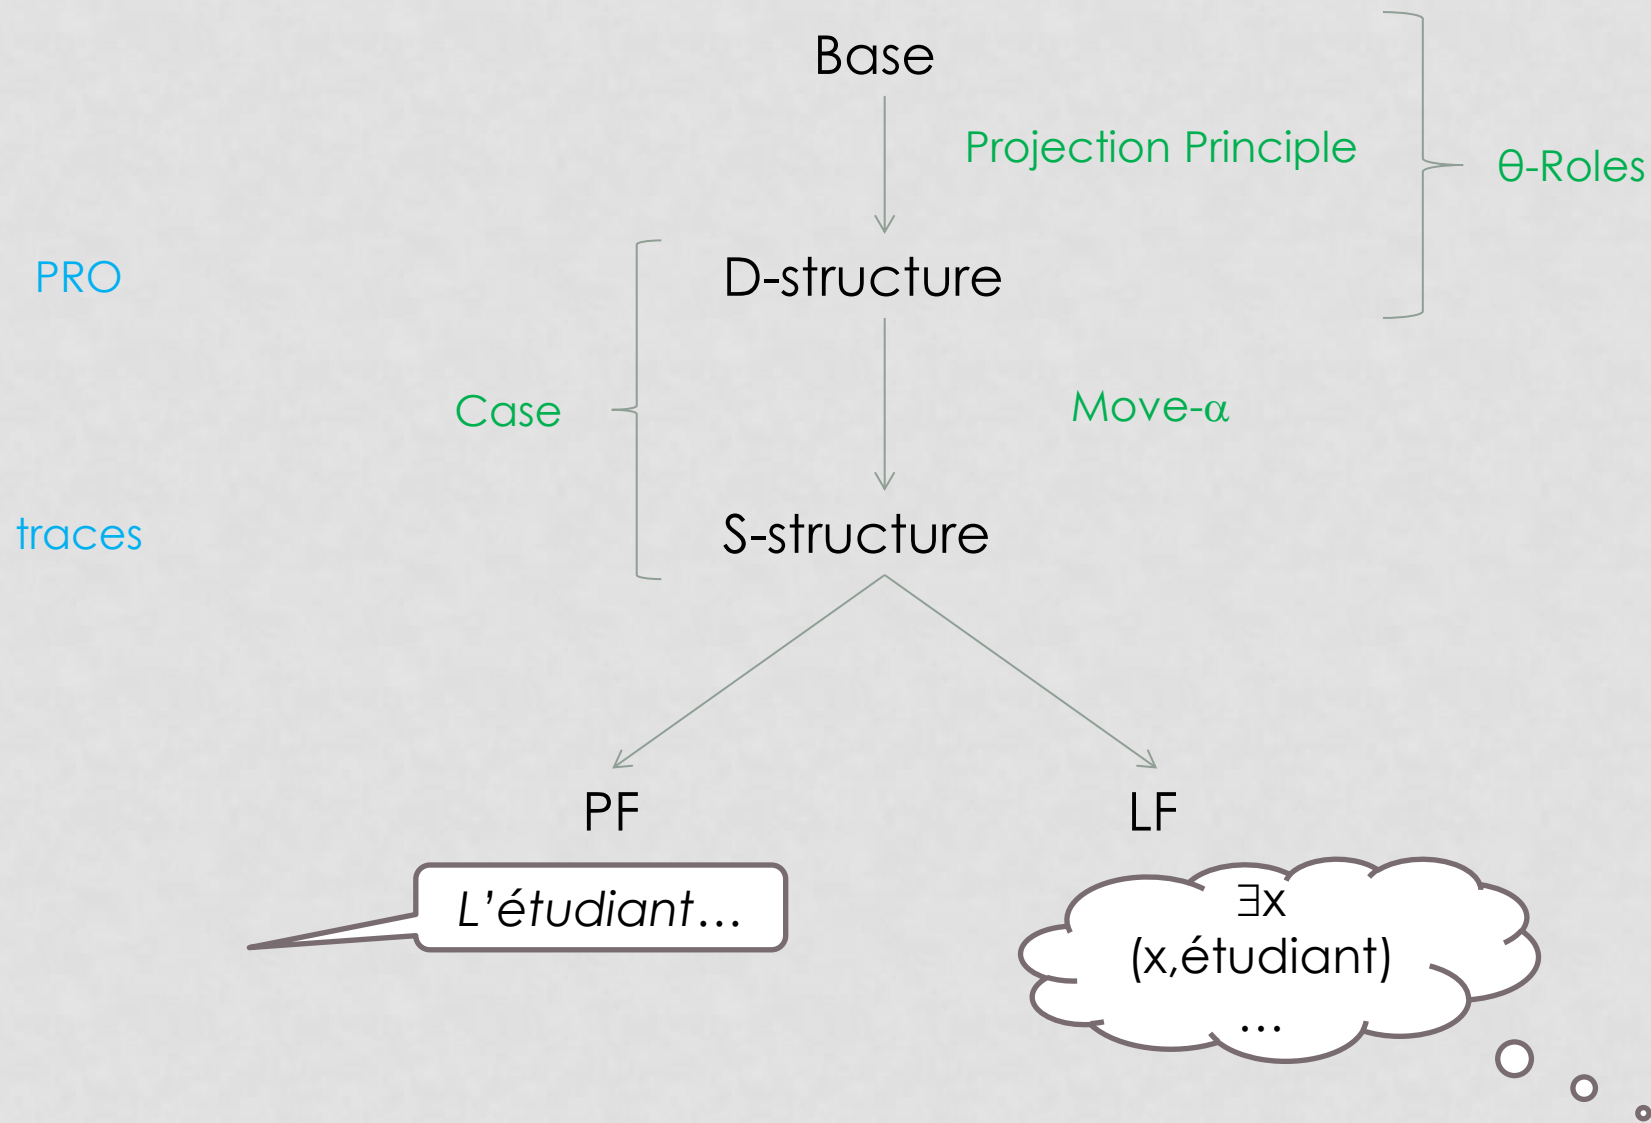 Base
Projection Principle
θ-Roles
PRO
D-structure
Case
Move-α
traces
S-structure
PF
LF
L’étudiant…
∃x
(x,étudiant)
…